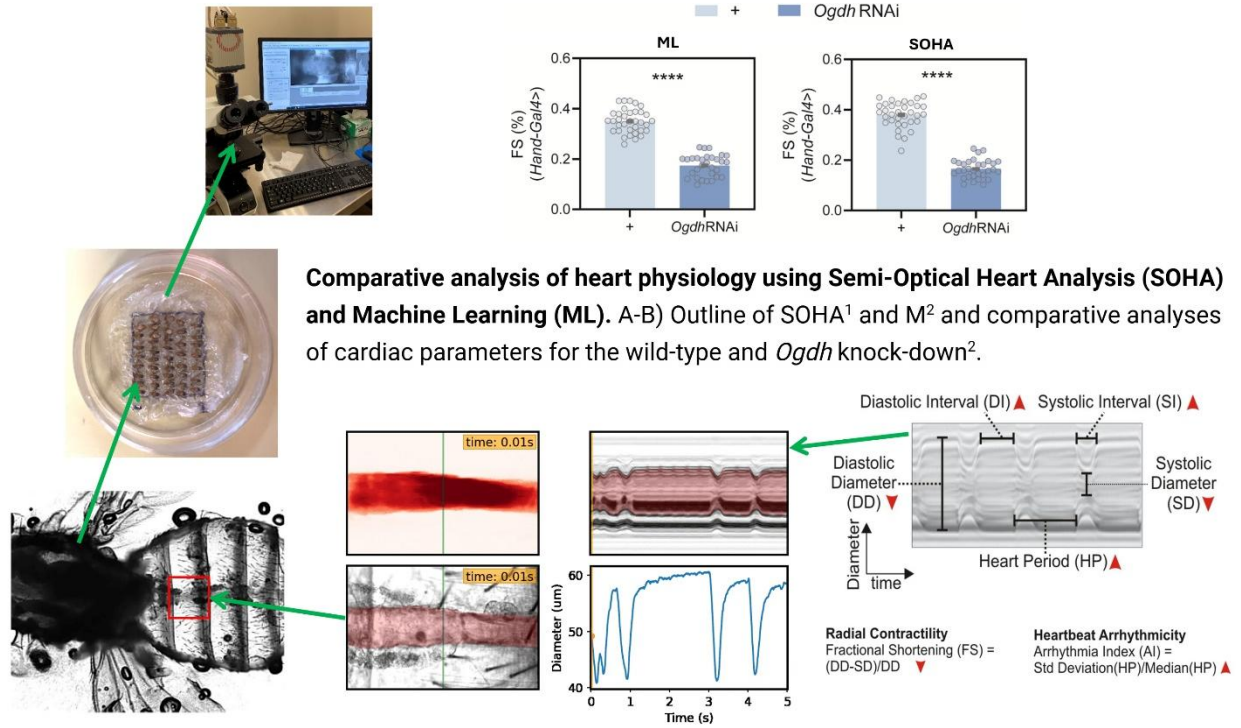 + Ogdh RNAi
ML
SOHA
****
****
0.6
0.4
0.2
0.0
FS (%)
(Hand-Gal4>)
+
OgdhRNAi
0.6
0.4
0.2
0.0
FS (%)
(Hand-Gal4>)
+
OgdhRNAi
Comparative analysis of heart physiology using Semi-Optical Heart Analysis (SOHA)
and Machine Learning (ML). A-B) Outline of SOHA¹ and M² and comparative analyses
of cardiac parameters for the wild-type and Ogdh knock-down².
time: 0.01s
time: 0.01s
Diameter (um)
60
50
40
0 1 2 3 4 5
Time (s)
Diastolic Interval (DI) ▲ Systolic Interval (SI) ▲
Diastolic
Diameter
(DD) ▼
Systolic
Diameter
(SD) ▼
Heart Period (HP) ▲
Diameter
time
Radial Contractility
Fractional Shortening (FS) =
(DD-SD)/DD ▼
Heartbeat Arrhythmicity
Arrhythmia Index (AI) =
Std Deviation(HP)/Median(HP) ▲